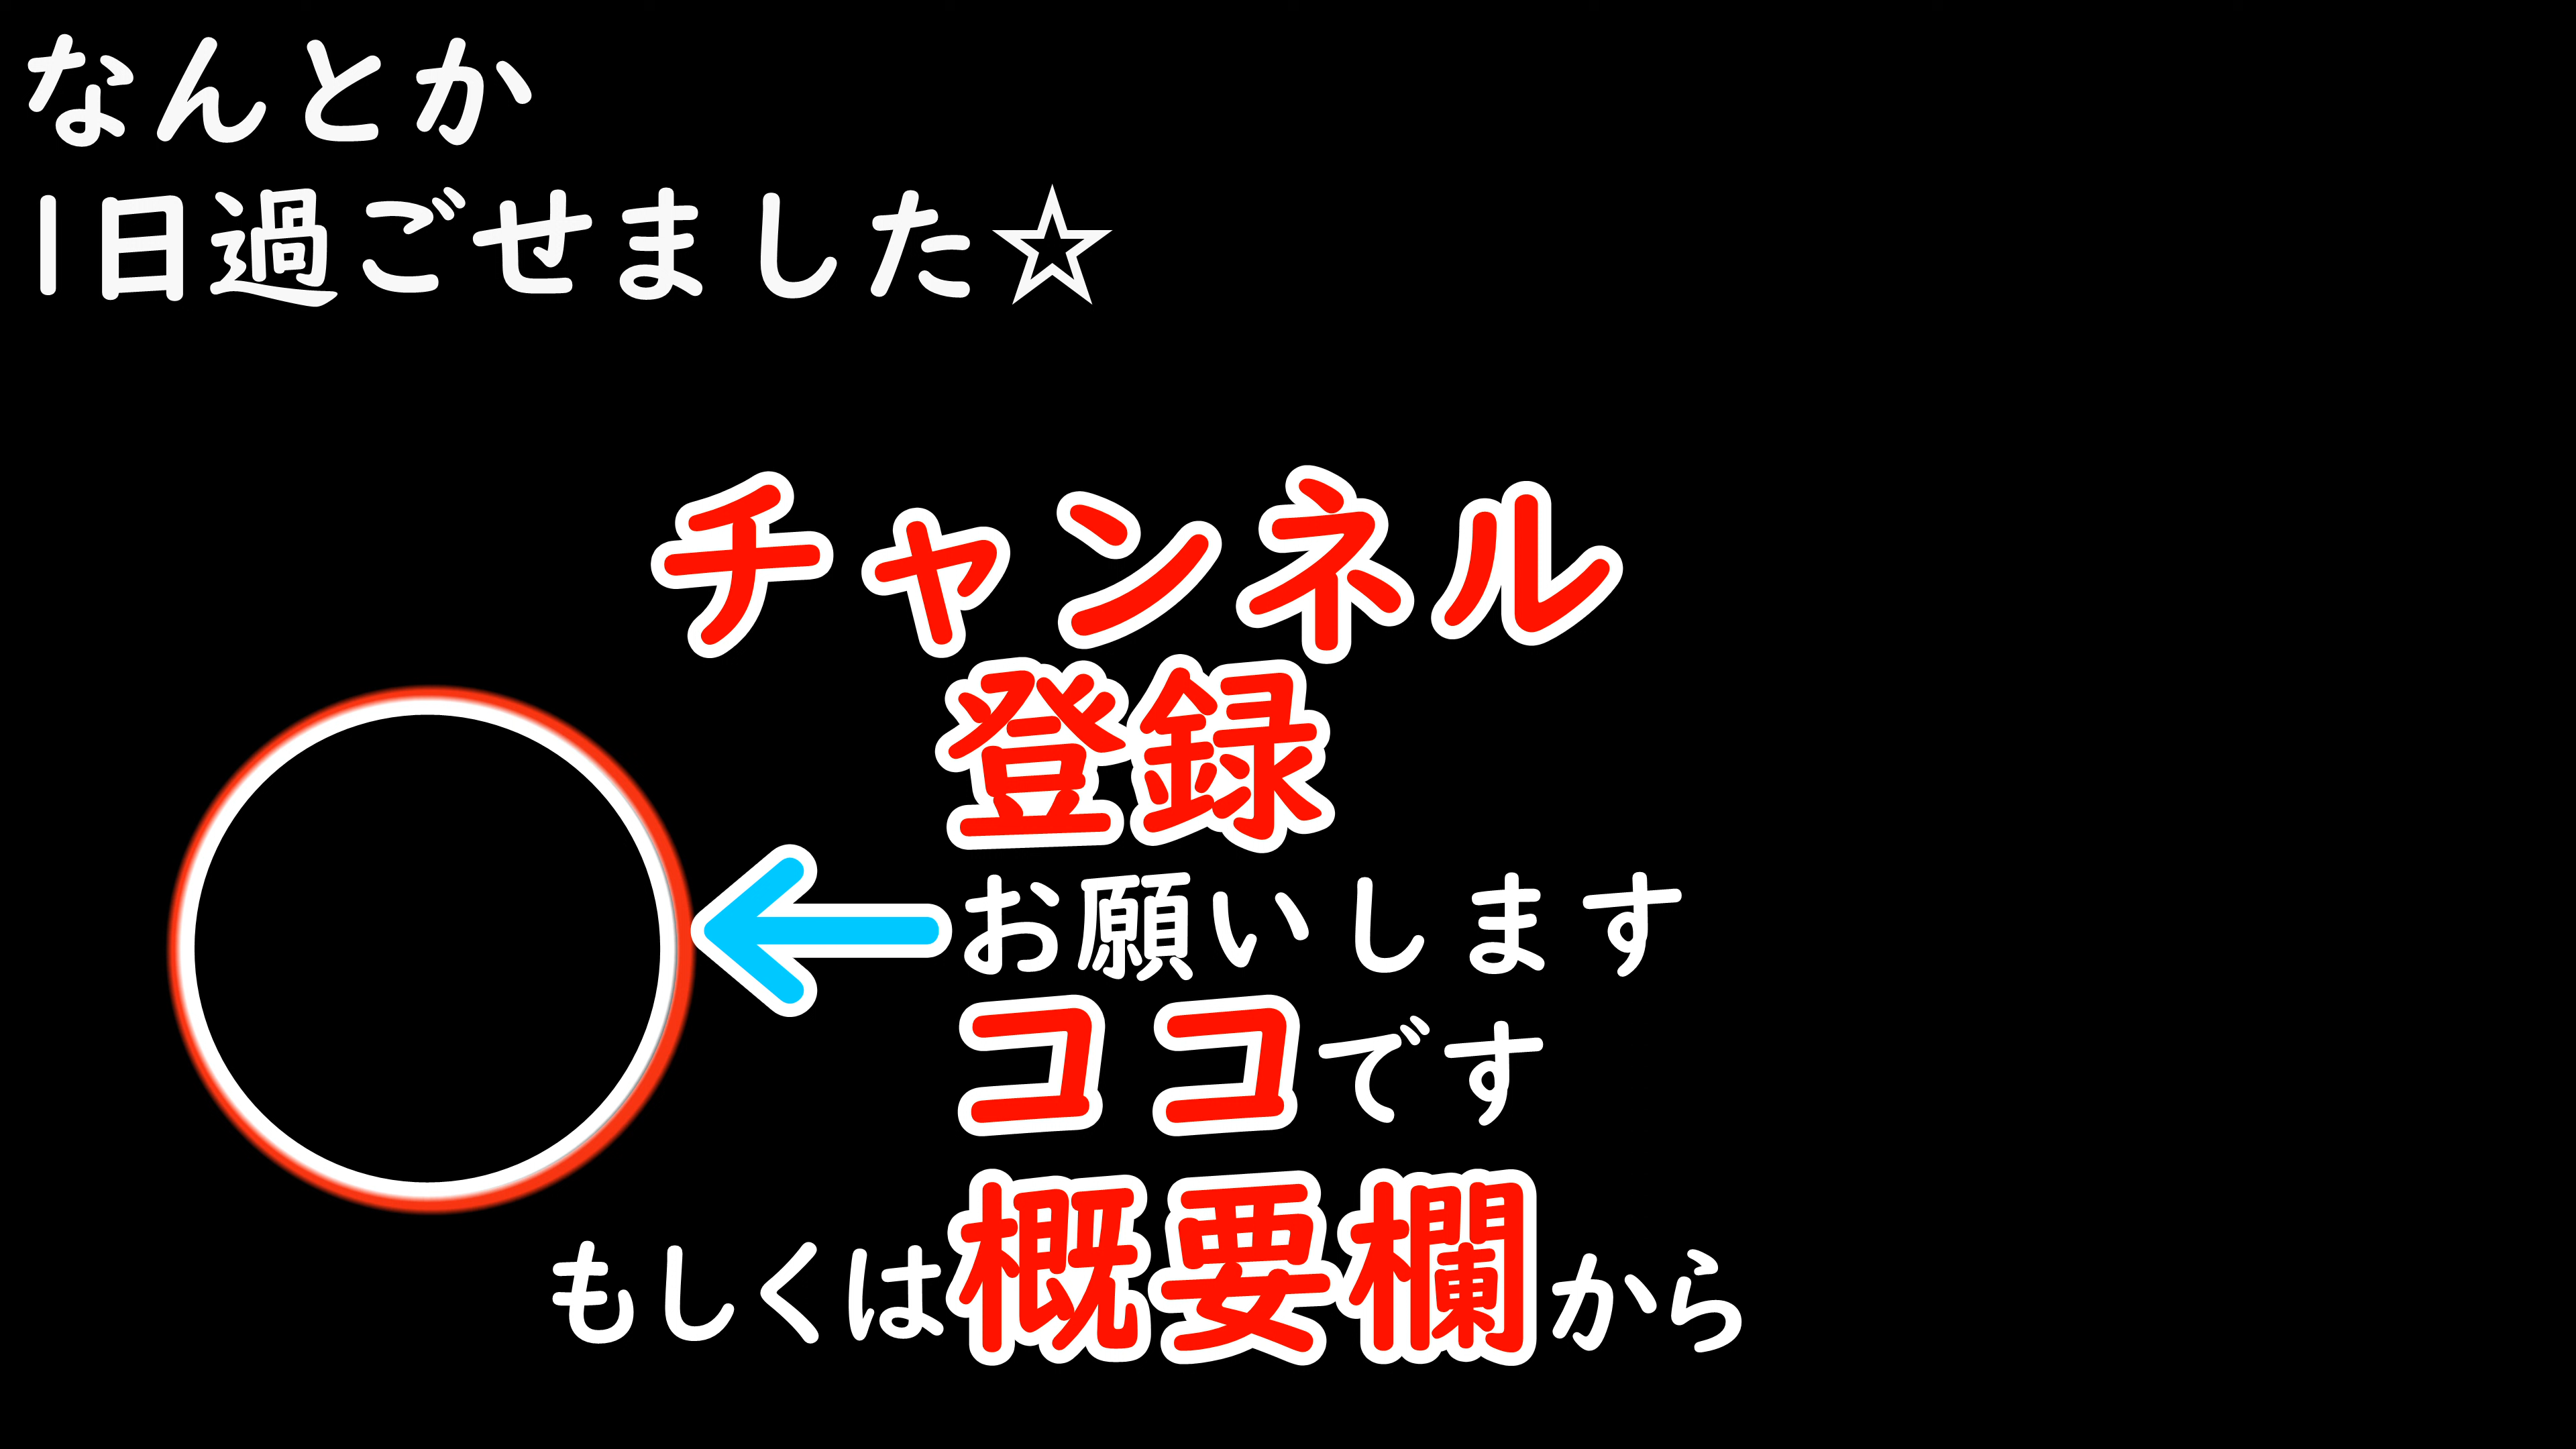 なんとか
1日過ごせました☆
チャンネル
登録
お願いします
ココです
もしくは概要欄から